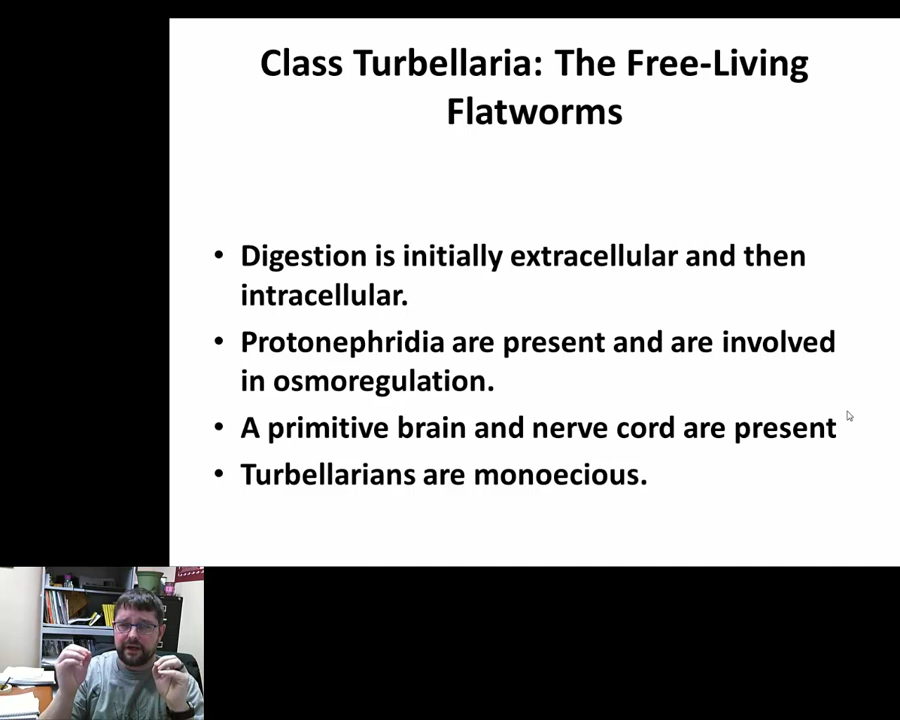 Class Turbellaria: The Free-Living
Flatworms
• Digestion is initially extracellular and then
intracellular.
• Protonephridia are present and are involved
in osmoregulation.
• A primitive brain and nerve cord are present
• Turbellarians are monoecious.